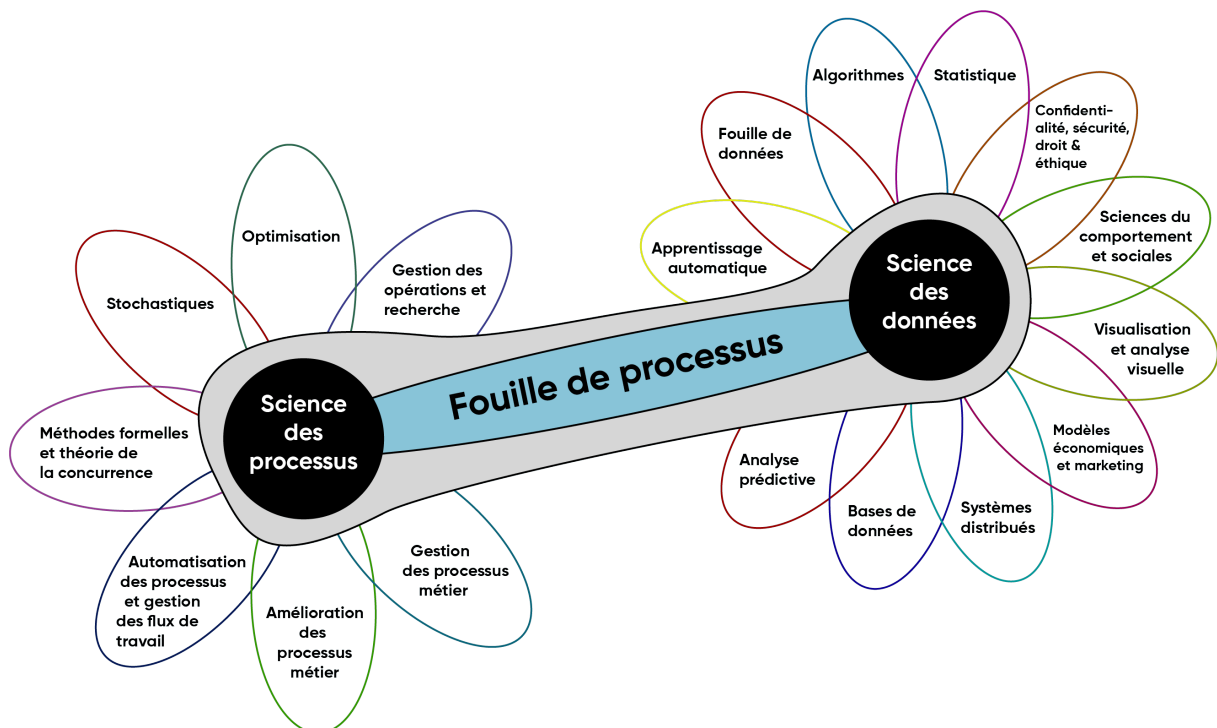 Optimisation
Gestion des
opérations et
recherche
Stochastiques
Méthodes formelles
et théorie de
la concurrence
Automatisation
des processus
et gestion
des flux de
travail
Amélioration
des
processus
métier
Gestion
des processus
métier
Science
des
processus
Fouille de processus
Science
des
données
Apprentissage
automatique
Fouille de
données
Algorithmes
Statistique
Confidenti-
alité, sécurité,
droit &
éthique
Sciences du
comportement
et sociales
Visualisation
et analyse
visuelle
Modèles
économiques
et marketing
Systèmes
distribués
Bases de
données
Analyse
prédictive